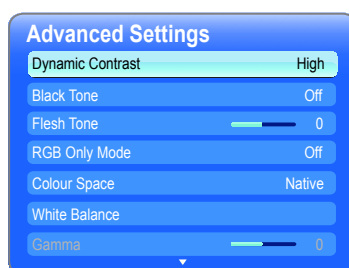 Advanced Settings
Dynamic Contrast High
Black Tone Off
Flesh Tone 0
RGB Only Mode Off
Colour Space Native
White Balance
Gamma 0